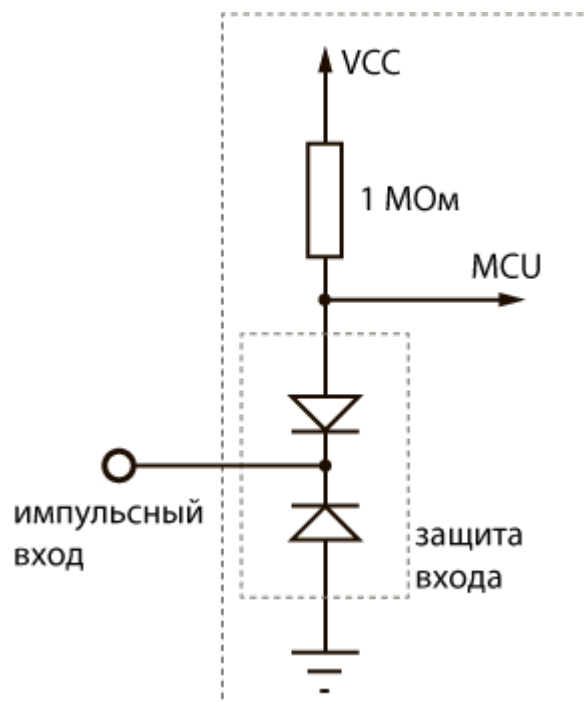 VCC
1 МОм
MCU
импульсный
вход
защита
входа